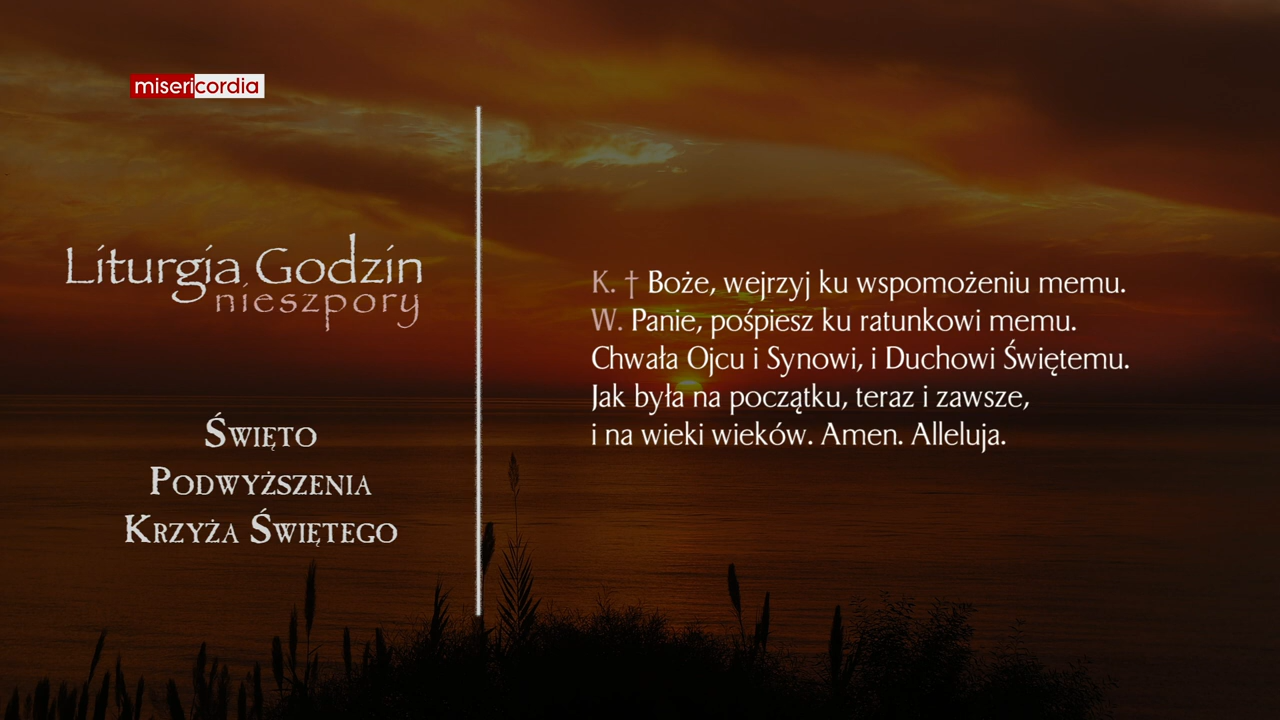 misericordia
Liturgia Godzin
nieszpory
Święto
Podwyższenia
Krzyża Świętego
K. † Boże, wejrzyj ku wspomożeniu memu.
W. Panie, pośpiesz ku ratunkowi memu.
Chwała Ojcu i Synowi, i Duchowi Świętemu.
Jak była na początku, teraz i zawsze,
i na wieki wieków. Amen. Alleluja.